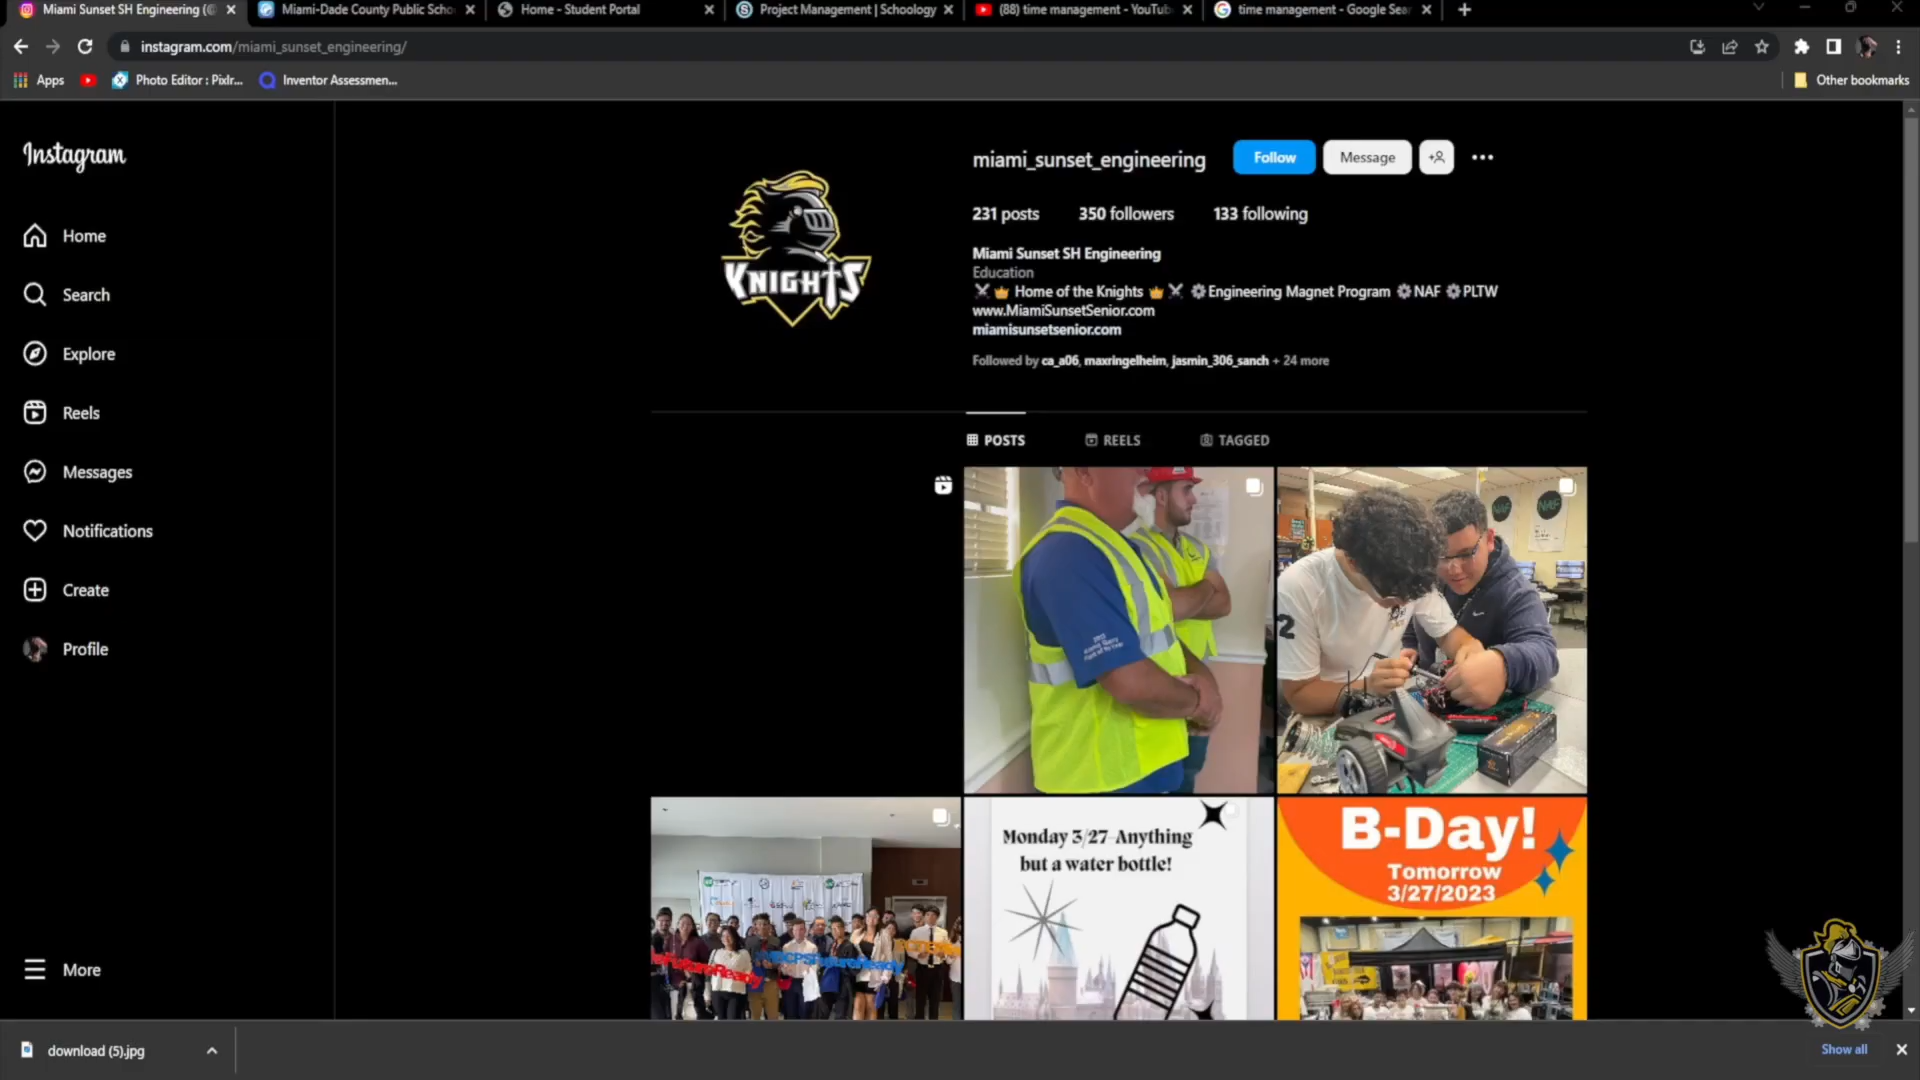 Miami Sunset SH Engineering (@
Miami-Dade County Public Scho
Home - Student Portal
Project Management | Schoology
(88) time management - YouTub
time management - Google Sear
instagram.com/miami_sunset_engineering/
Apps
Photo Editor : Pixlr...
Inventor Assessmen...
Other bookmarks
Instagram
Home
Search
Explore
Reels
Messages
Notifications
Create
Profile
More
KNIGHTS
miami_sunset_engineering
Follow
Message
231 posts
350 followers
133 following
Miami Sunset SH Engineering
Education
Home of the Knights
Engineering Magnet Program
NAF
PLTW
www.MiamiSunsetSenior.com
miamisunsetsenior.com
Followed by ca_a06, maxringelheim, jasmin_306_sanch + 24 more
POSTS
REELS
TAGGED
NAF
NAF
2
Monday 3/27-Anything
but a water bottle!
B-Day!
Tomorrow
3/27/2023
download (5).jpg
Show all